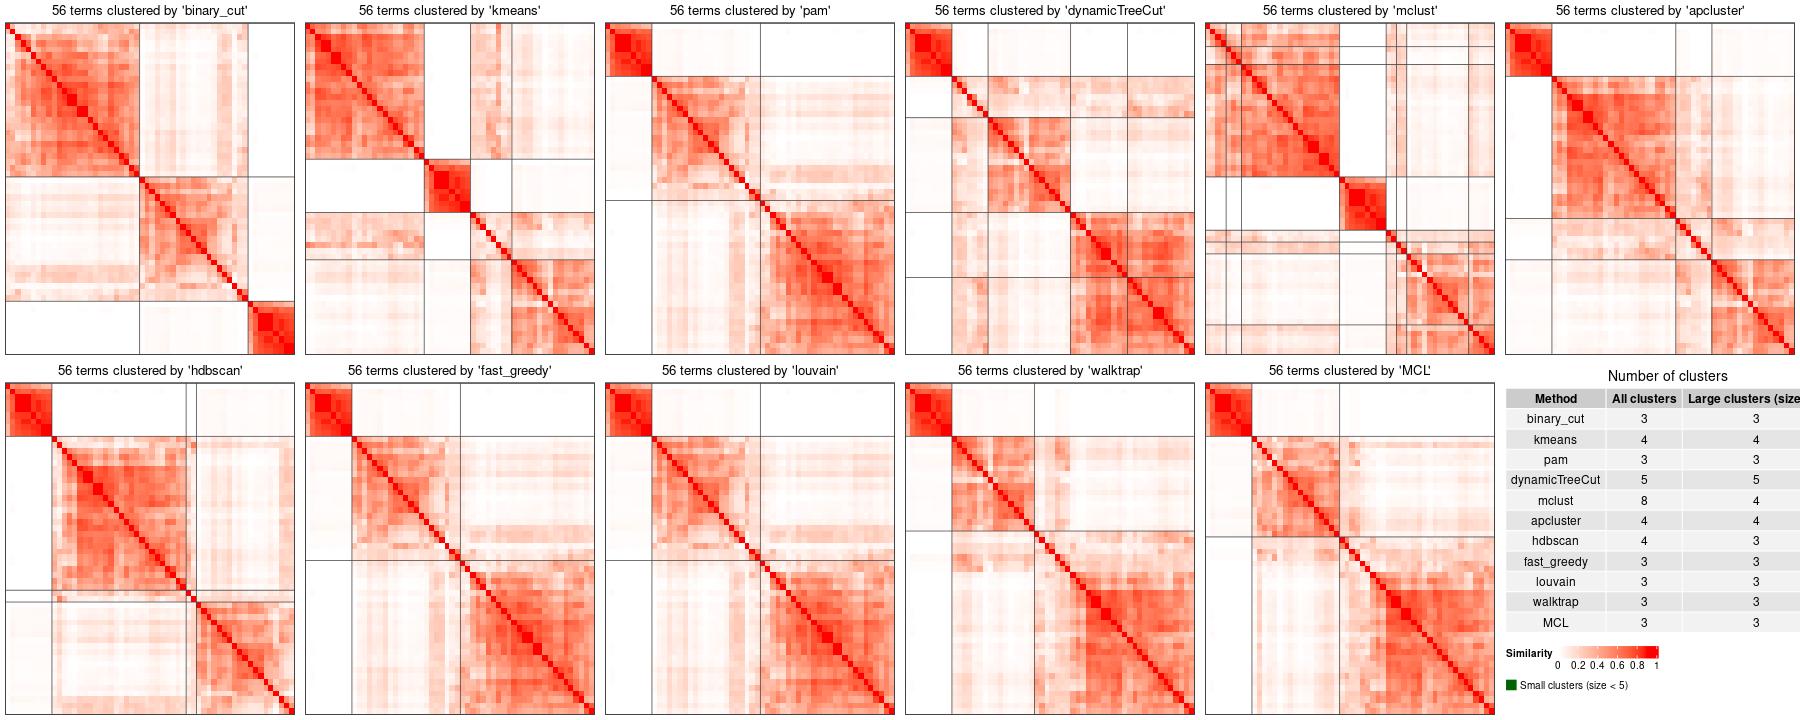 56 terms clustered by 'binary_cut'
56 terms clustered by 'kmeans'
56 terms clustered by 'pam'
56 terms clustered by 'dynamicTreeCut'
56 terms clustered by 'mclust'
56 terms clustered by 'apcluster'
56 terms clustered by 'hdbscan'
56 terms clustered by 'fast_greedy'
56 terms clustered by 'louvain'
56 terms clustered by 'walktrap'
56 terms clustered by 'MCL'
Number of clusters
Method All clusters Large clusters (size
binary_cut 3 3
kmeans 4 4
pam 3 3
dynamicTreeCut 5 5
mclust 8 4
apcluster 4 4
hdbscan 4 3
fast_greedy 3 3
louvain 3 3
walktrap 3 3
MCL 3 3
Similarity
0 0.2 0.4 0.6 0.8 1
Small clusters (size < 5)